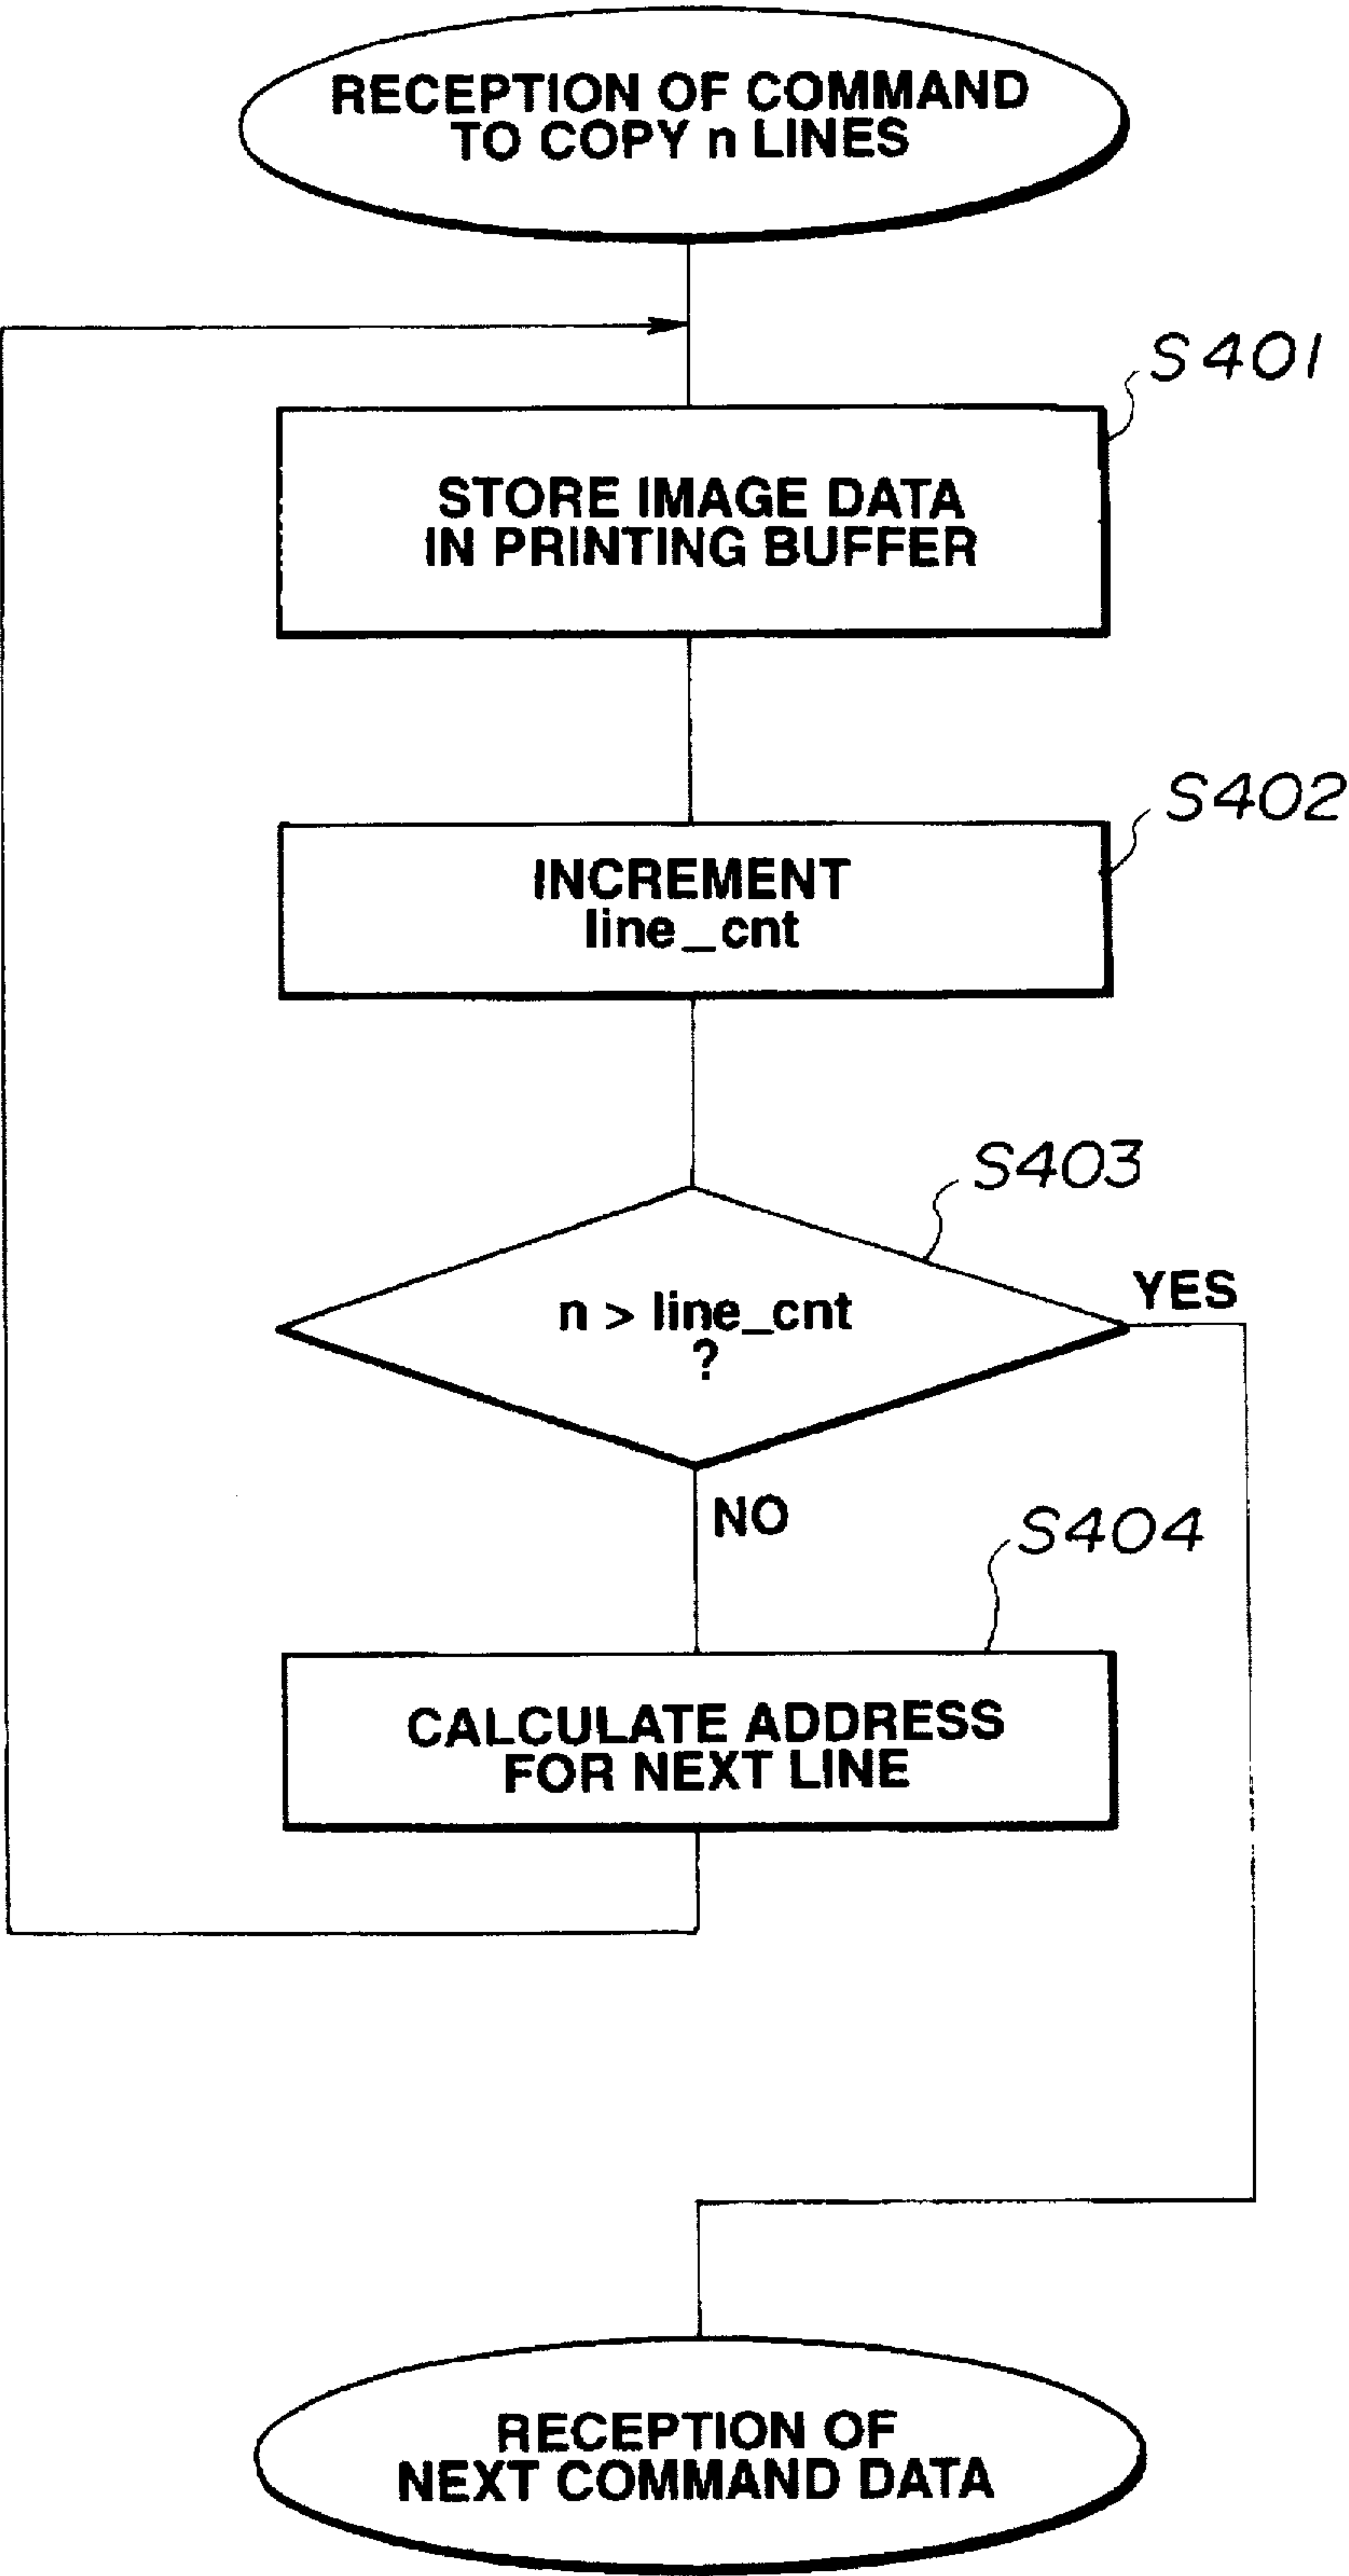 RECEPTION OF COMMAND
TO COPY n LINES
S401
STORE IMAGE DATA
IN PRINTING BUFFER
S402
INCREMENT
line_cnt
S403
n > line_cnt
?
YES
NO
S404
CALCULATE ADDRESS
FOR NEXT LINE
RECEPTION OF
NEXT COMMAND DATA